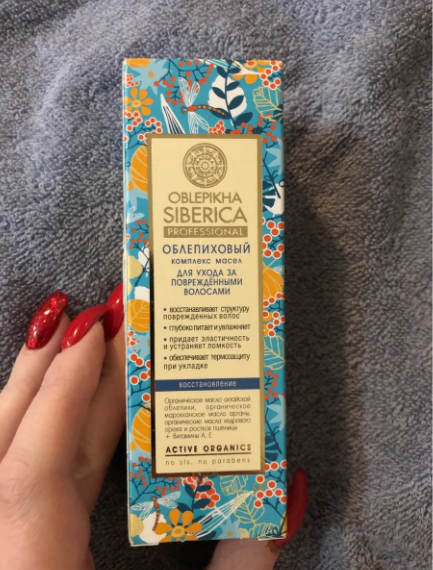 OBLEPIKHA
SIBERICA
PROFESSIONAL
ОБЛЕПИХОВЫЙ
КОМПЛЕКС МАСЕЛ
ДЛЯ УХОДА ЗА
ПОВРЕЖДЁННЫМИ
ВОЛОСАМИ
• восстанавливает структуру
поврежденных волос
• глубоко питает и увлажняет
• придает эластичность
и устраняет ломкость
• обеспечивает термозащиту
при укладке
восстановление
Органическое масло алтайской
облепихи, органическое
марокканское масло арганы,
органические масла кедрового
ореха и ростков пшеницы
+ Витамины А, Е
ACTIVE ORGANICS
no sls, no parabens